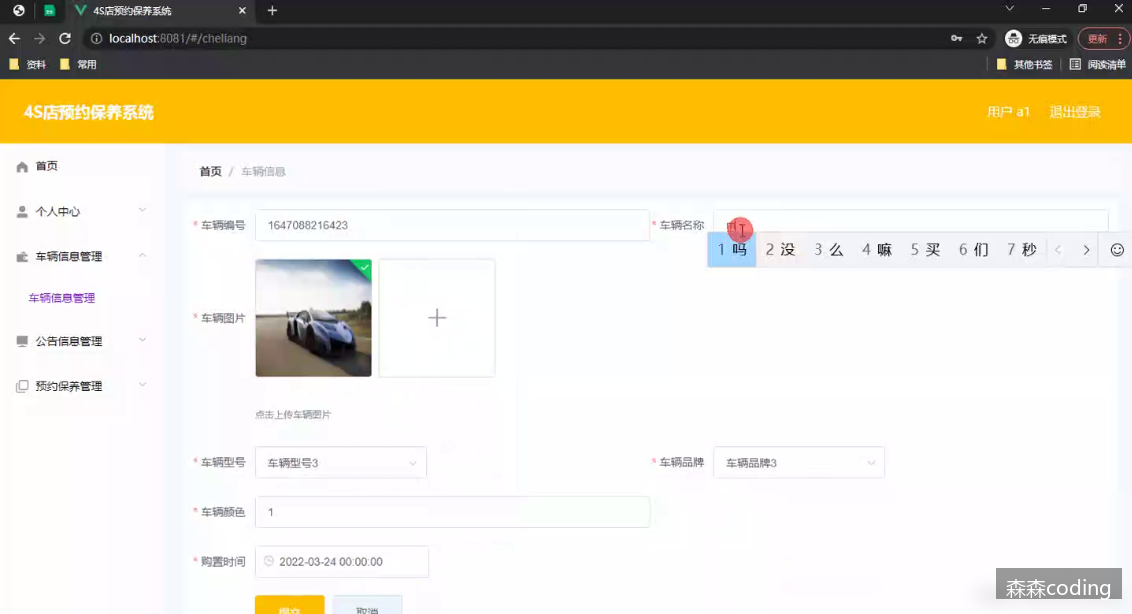 4S店预约保养系统
localhost:8081/#/cheliang
无痕模式
更新
资料
常用
其他书签
阅读清单
4S店预约保养系统
用户 a1
退出登录
首页
首页 / 车辆信息
个人中心
* 车辆编号
1647088216423
* 车辆名称
车辆信息管理
1 吗 2 没 3 么 4 嘛 5 买 6 们 7 秒
车辆信息管理
* 车辆图片
公告信息管理
预约保养管理
点击上传车辆图片
* 车辆型号
车辆型号3
* 车辆品牌
车辆品牌3
* 车辆颜色
1
* 购置时间
2022-03-24 00:00:00
提交
取消
森森coding